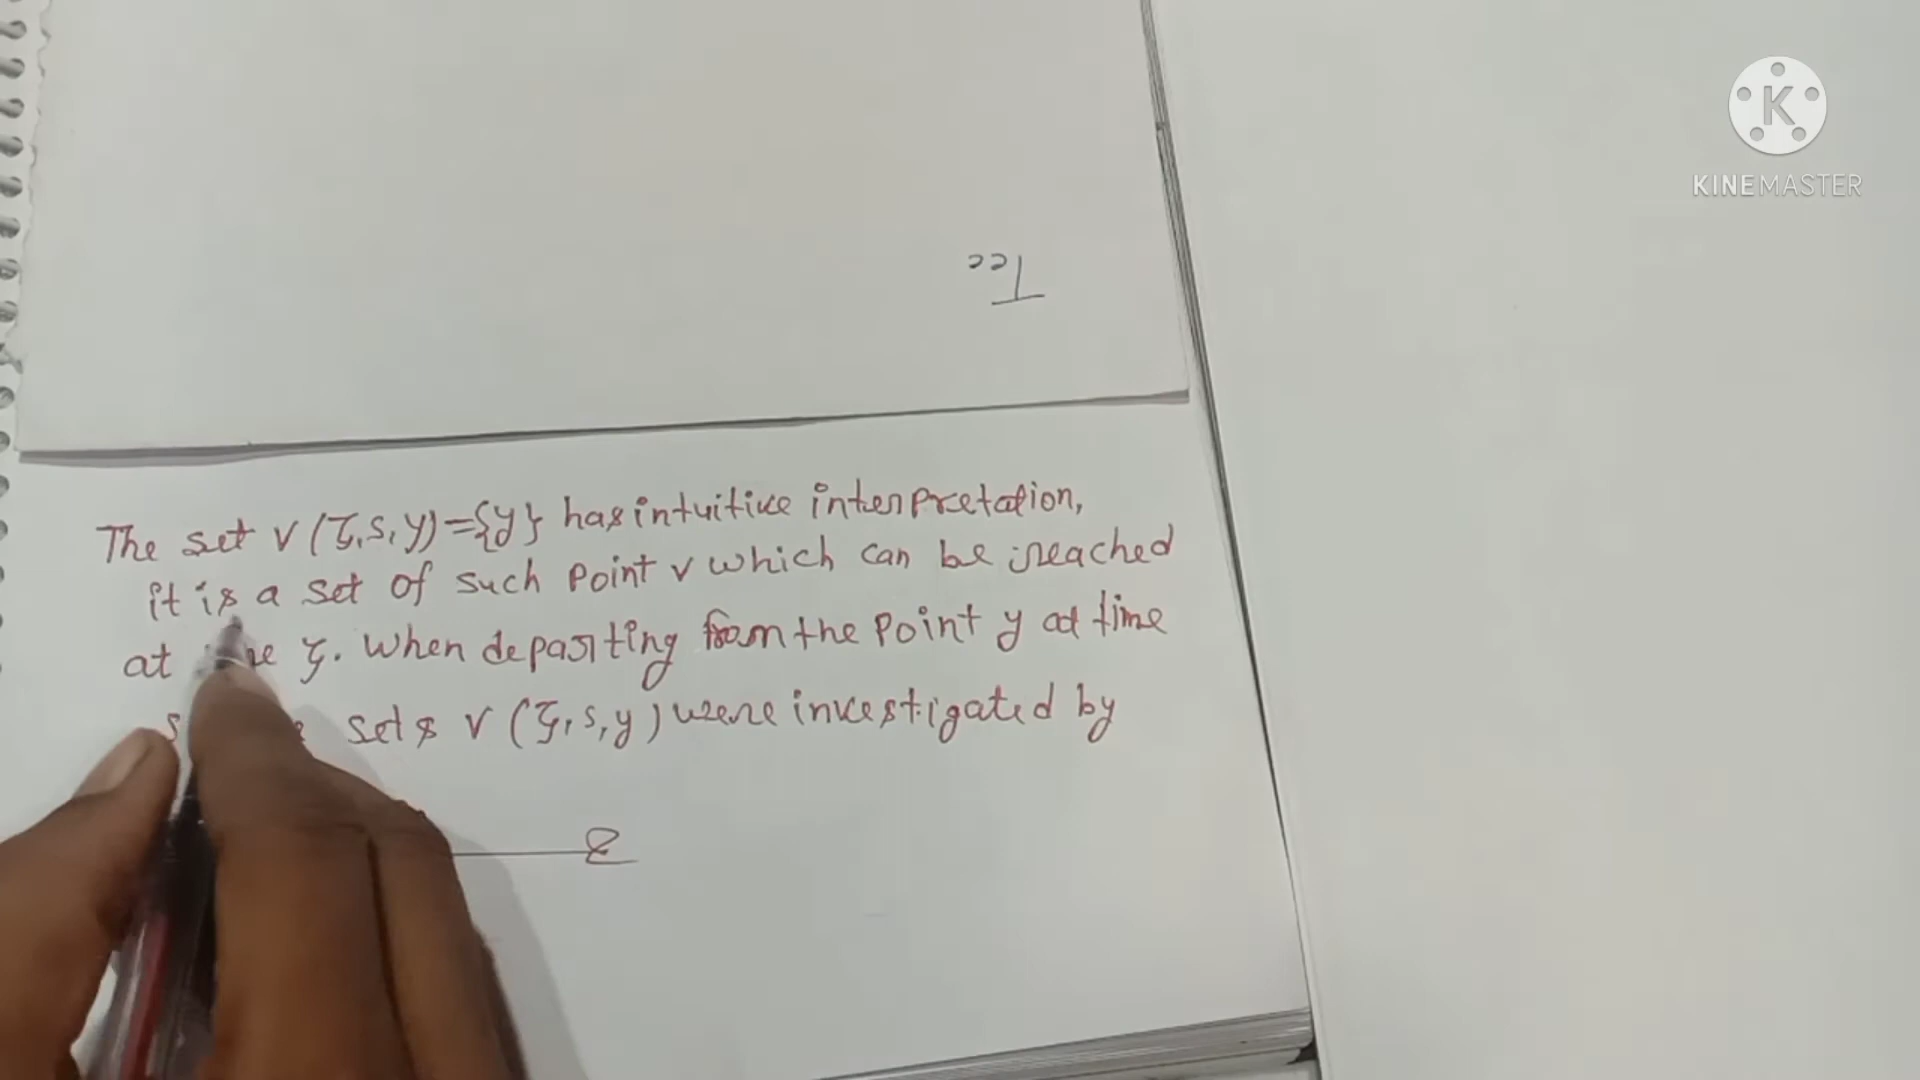 K
KINEMASTER
Tcc
The set v(ζ,s,y)={y} has intuitive interpretation,
it is a set of such point v which can be reached
at ζ. When departing from the point y at time
sets v(ζ,s,y) were investigated by